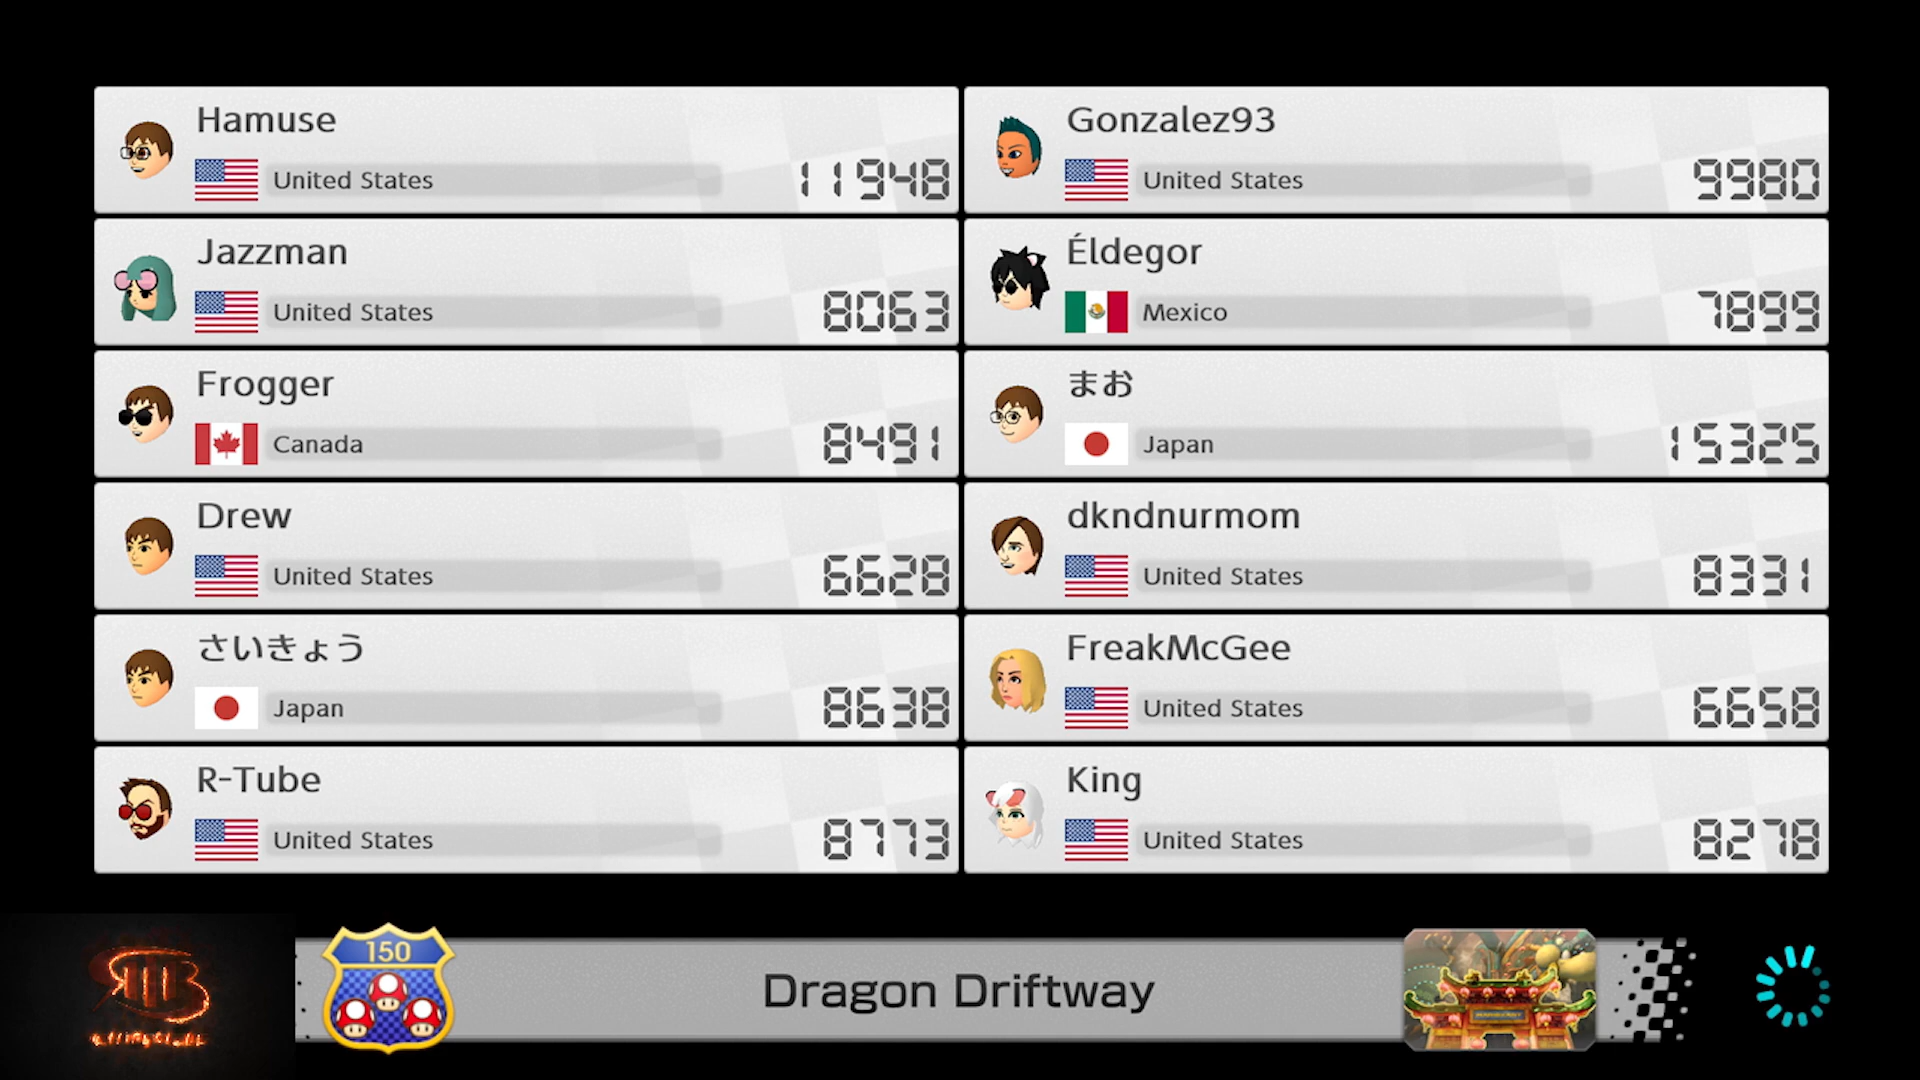 Hamuse
United States 11948
Gonzalez93
United States 9980
Jazzman
United States 8063
Éldegor
Mexico 7899
Frogger
Canada 8491
まお
Japan 15325
Drew
United States 6628
dkndnurmom
United States 8331
さいきょう
Japan 8638
FreakMcGee
United States 6658
R-Tube
United States 8773
King
United States 8278
150
Dragon Driftway